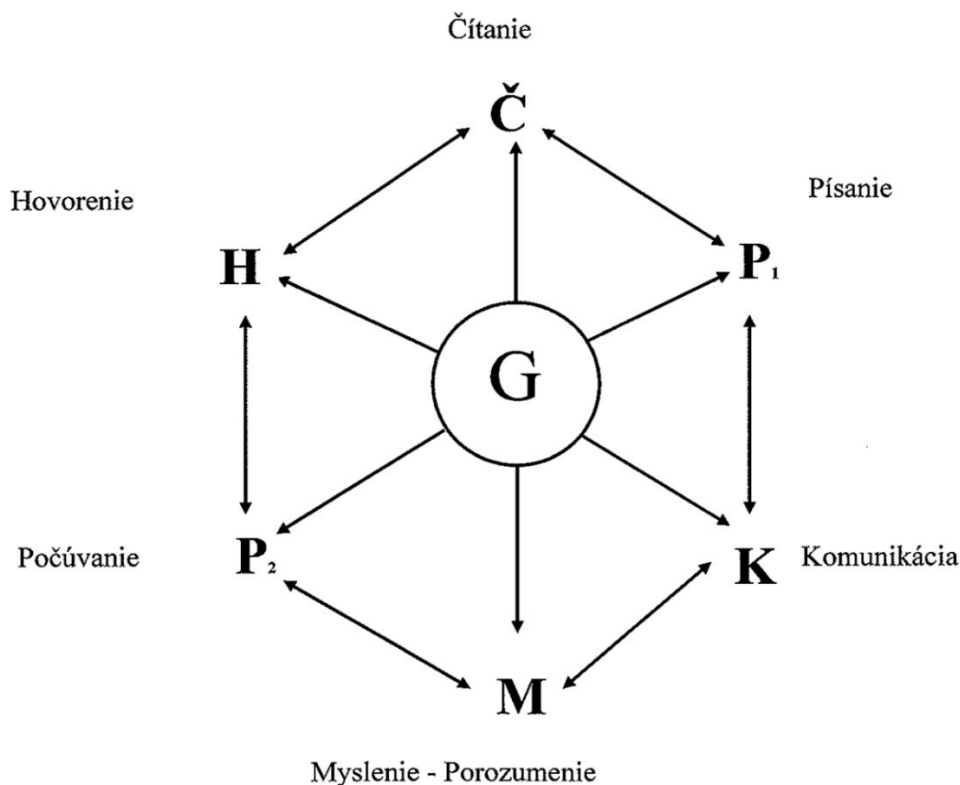 Čítanie
Č
Hovorenie
Písanie
H
P₁
G
Počúvanie
P₂
K
Komunikácia
M
Myslenie - Porozumenie